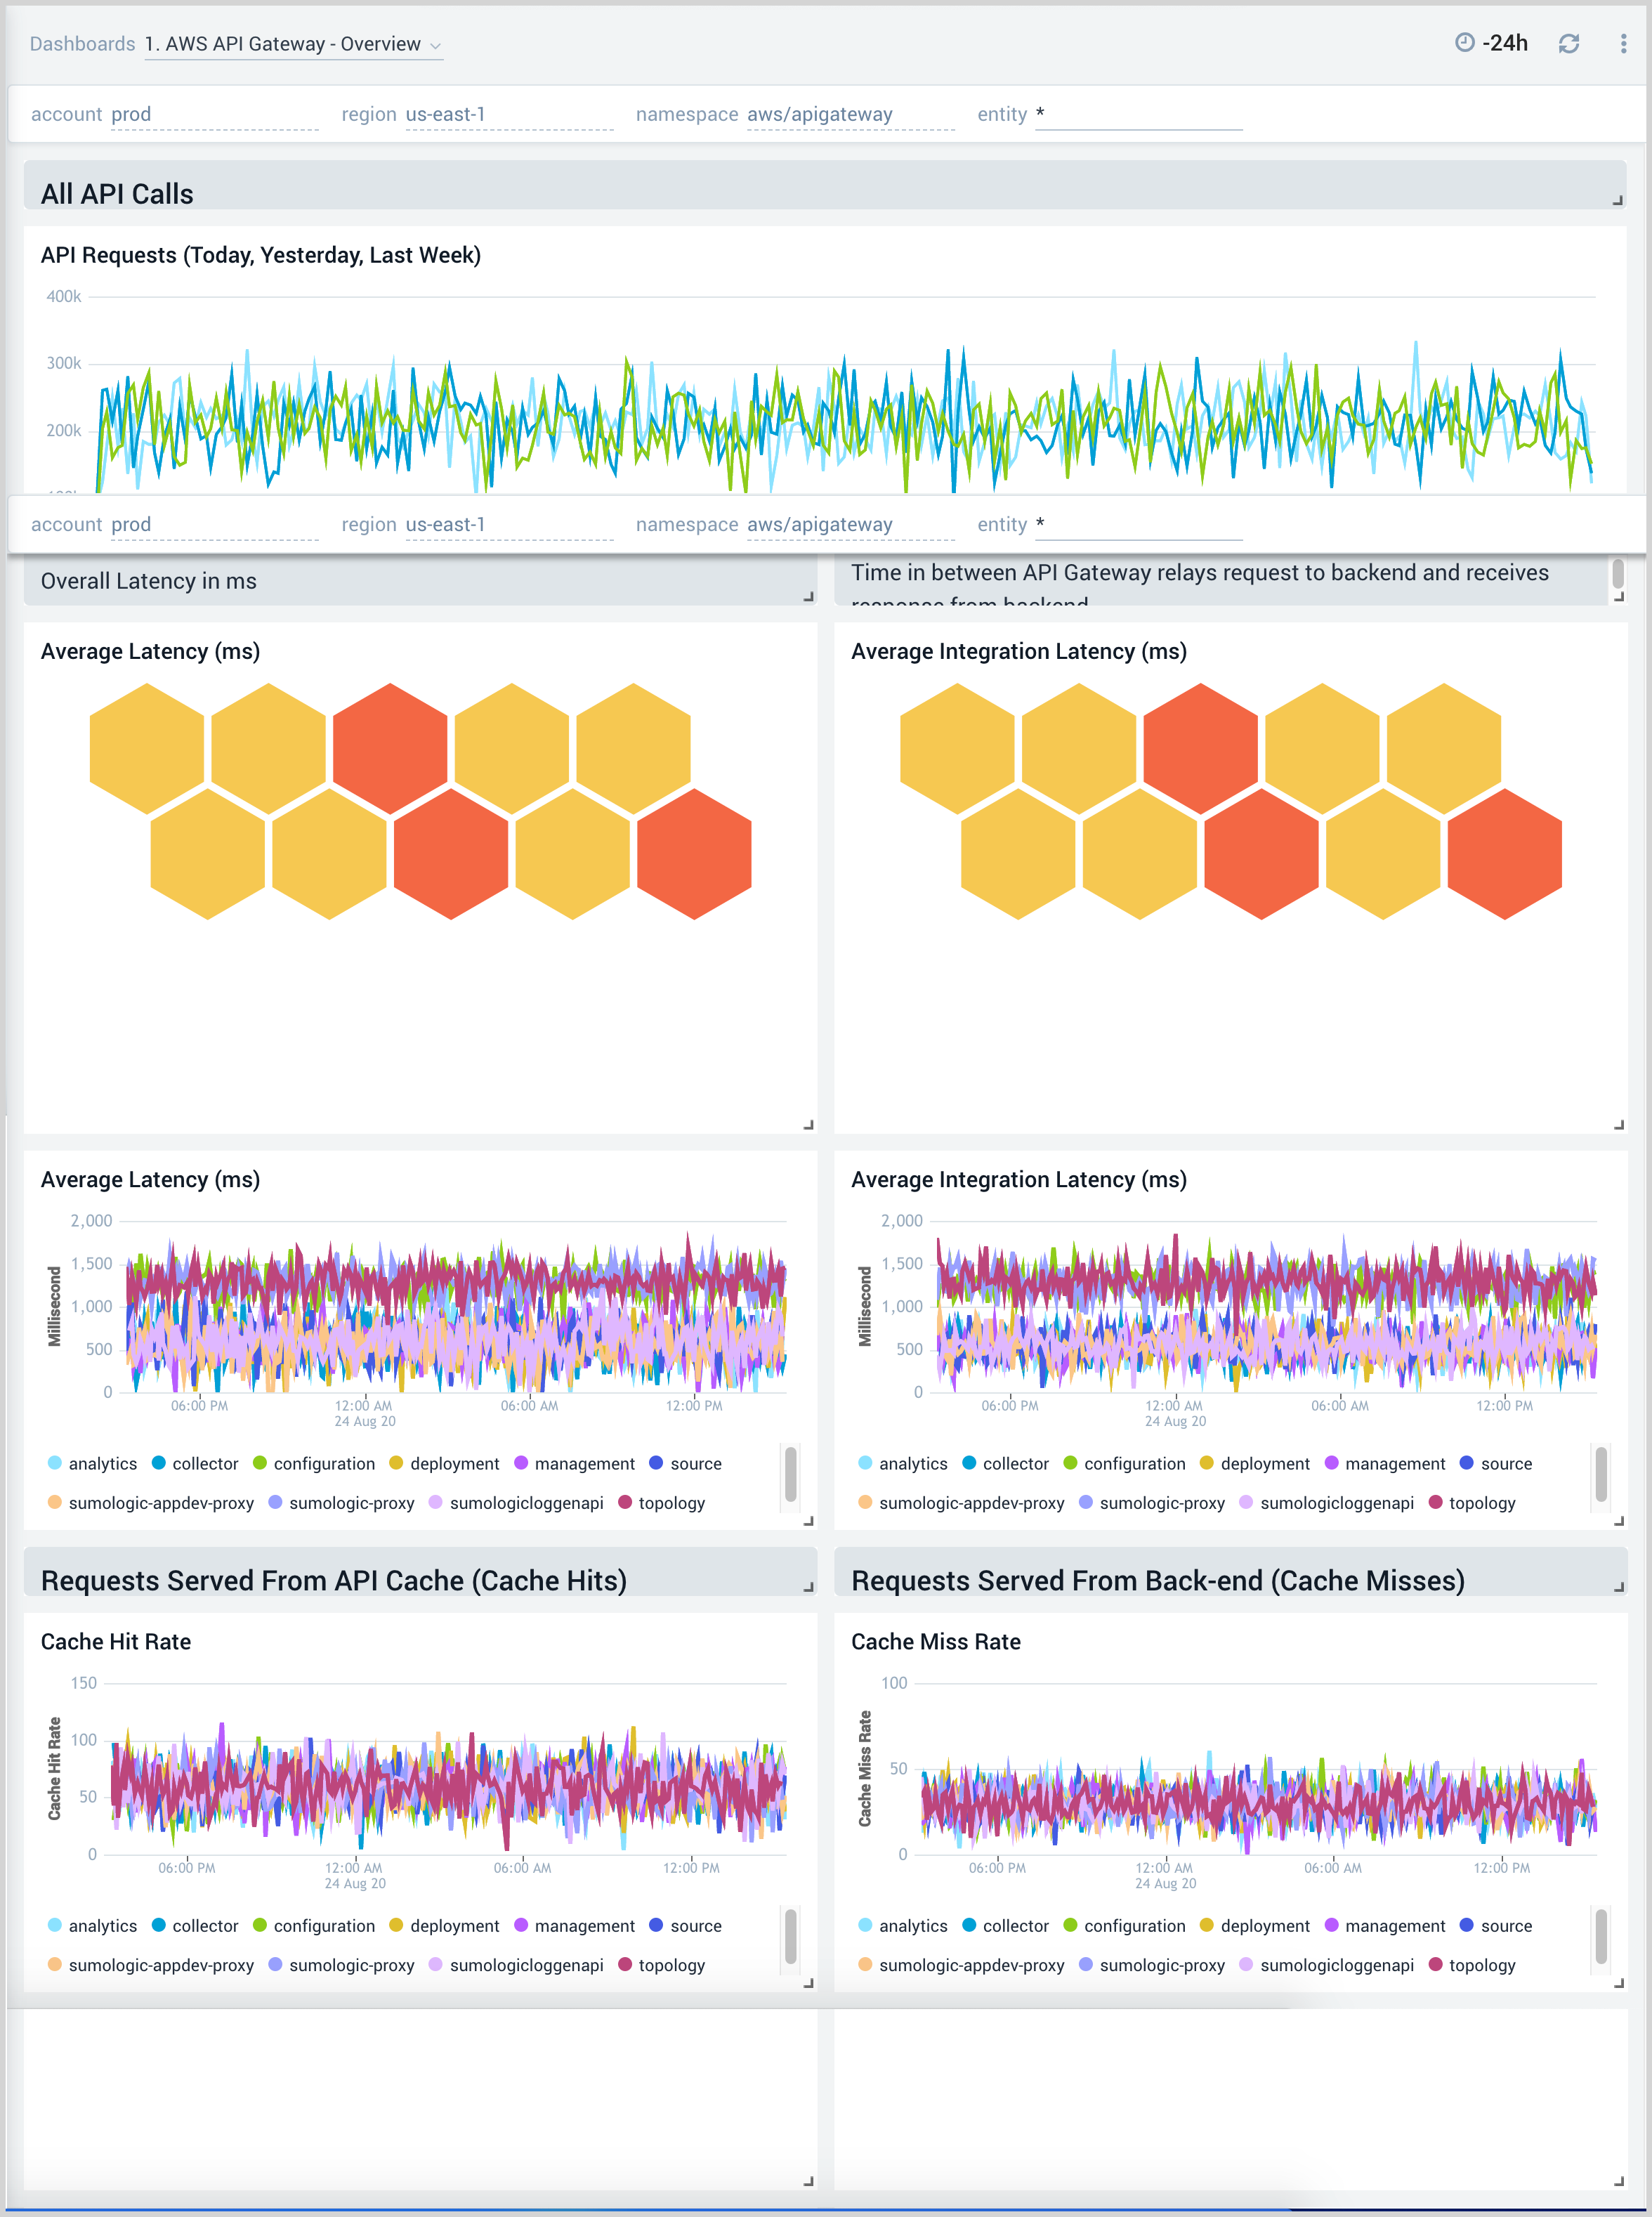 Dashboards 1. AWS API Gateway - Overview -24h
account prod region us-east-1 namespace aws/apigateway entity *
All API Calls
API Requests (Today, Yesterday, Last Week)
400k
300k
200k
account prod region us-east-1 namespace aws/apigateway entity *
Overall Latency in ms
Time in between API Gateway relays request to backend and receives
response from backend
Average Latency (ms)
Average Integration Latency (ms)
Average Latency (ms)
Millisecond
2,000
1,500
1,000
500
0
06:00 PM 12:00 AM 06:00 AM 12:00 PM
24 Aug 20
analytics collector configuration deployment management source
sumologic-appdev-proxy sumologic-proxy sumologicloggenapi topology
Average Integration Latency (ms)
Millisecond
2,000
1,500
1,000
500
0
06:00 PM 12:00 AM 06:00 AM 12:00 PM
24 Aug 20
analytics collector configuration deployment management source
sumologic-appdev-proxy sumologic-proxy sumologicloggenapi topology
Requests Served From API Cache (Cache Hits)
Cache Hit Rate
Cache Hit Rate
150
100
50
0
06:00 PM 12:00 AM 06:00 AM 12:00 PM
24 Aug 20
analytics collector configuration deployment management source
sumologic-appdev-proxy sumologic-proxy sumologicloggenapi topology
Requests Served From Back-end (Cache Misses)
Cache Miss Rate
Cache Miss Rate
100
50
0
06:00 PM 12:00 AM 06:00 AM 12:00 PM
24 Aug 20
analytics collector configuration deployment management source
sumologic-appdev-proxy sumologic-proxy sumologicloggenapi topology